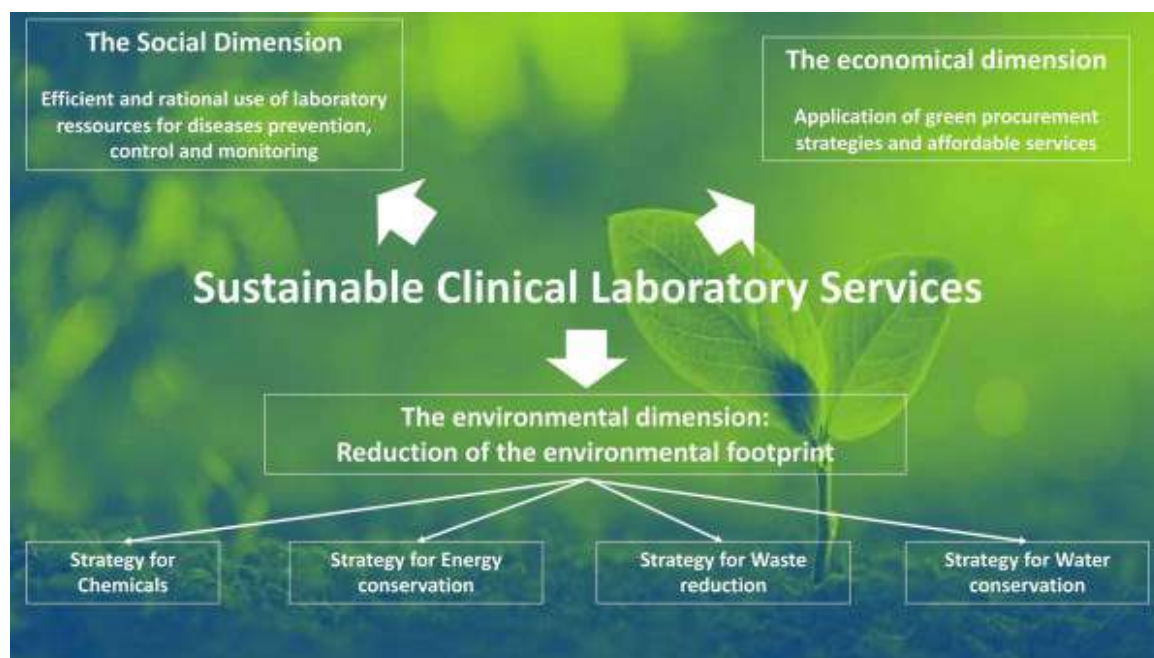 The Social Dimension
Efficient and rational use of laboratory
ressources for diseases prevention,
control and monitoring
The economical dimension
Application of green procurement
strategies and affordable services
Sustainable Clinical Laboratory Services
The environmental dimension:
Reduction of the environmental footprint
Strategy for
Chemicals
Strategy for Energy
conservation
Strategy for Waste
reduction
Strategy for Water
conservation